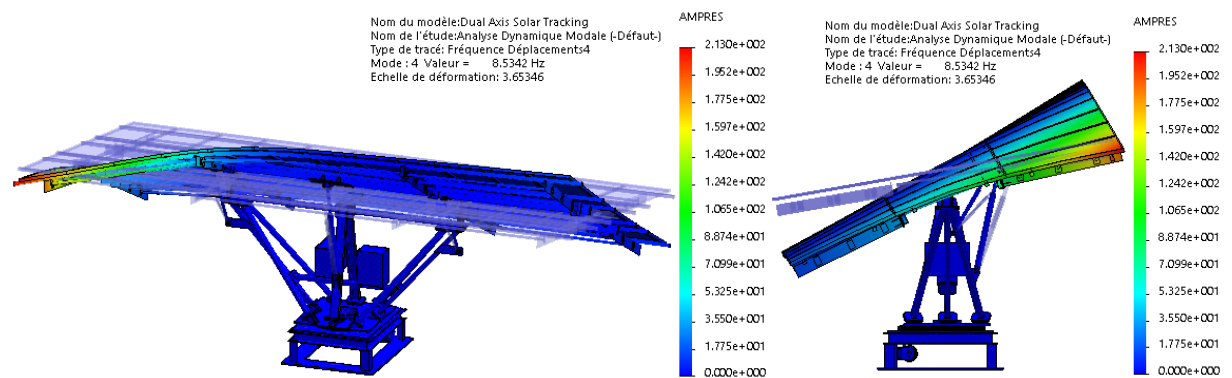 Nom du modèle:Dual Axis Solar Tracking
Nom de l'étude:Analyse Dynamique Modale (-Défaut-)
Type de tracé: Fréquence Déplacements4
Mode : 4 Valeur = 8.5342 Hz
Echelle de déformation: 3.65346
AMPRES
2.130e+002
1.952e+002
1.775e+002
1.597e+002
1.420e+002
1.242e+002
1.065e+002
8.874e+001
7.099e+001
5.325e+001
3.550e+001
1.775e+001
0.000e+000
Nom du modèle:Dual Axis Solar Tracking
Nom de l'étude:Analyse Dynamique Modale (-Défaut-)
Type de tracé: Fréquence Déplacements4
Mode : 4 Valeur = 8.5342 Hz
Echelle de déformation: 3.65346
AMPRES
2.130e+002
1.952e+002
1.775e+002
1.597e+002
1.420e+002
1.242e+002
1.065e+002
8.874e+001
7.099e+001
5.325e+001
3.550e+001
1.775e+001
0.000e+000